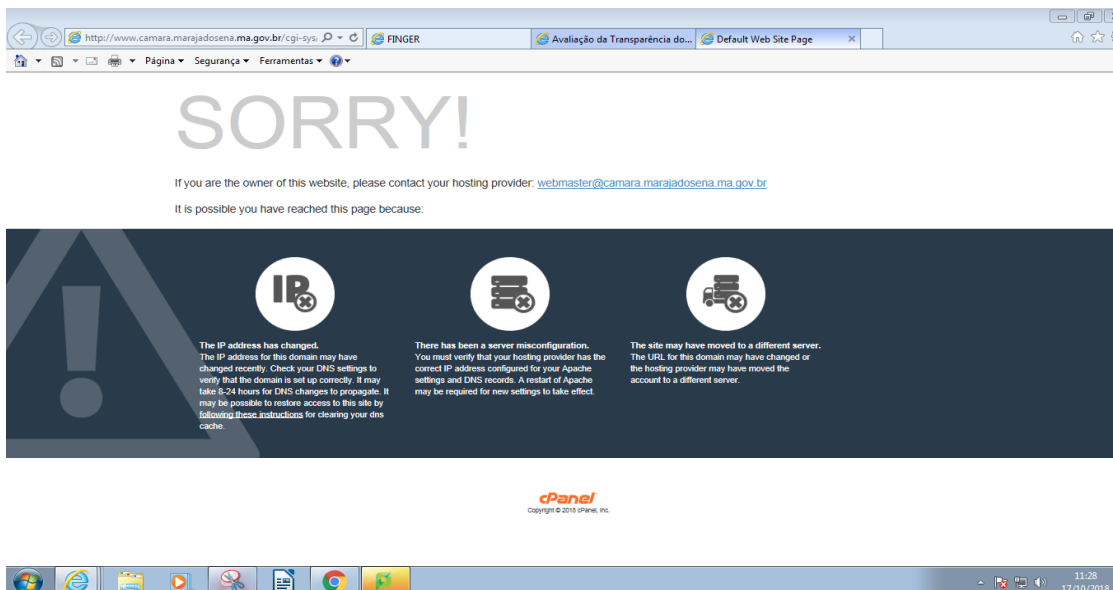 http://www.camara.marajadosena.ma.gov.br/cgi-sys.
FINGER
Avaliação da Transparência do...
Default Web Site Page
Página
Segurança
Ferramentas
SORRY!
If you are the owner of this website, please contact your hosting provider: webmaster@camara.marajadosena.ma.gov.br
It is possible you have reached this page because:
IP
The IP address has changed.
The IP address for this domain may have
changed recently. Check your DNS settings to
verify that the domain is set up correctly. It may
take 8-24 hours for DNS changes to propagate. It
may be possible to restore access to this site by
following these instructions for clearing your dns
cache.
There has been a server misconfiguration.
You must verify that your hosting provider has the
correct IP address configured for your Apache
settings and DNS records. A restart of Apache
may be required for new settings to take effect.
The site may have moved to a different server.
The URL for this domain may have changed or
the hosting provider may have moved the
account to a different server.
cPanel
Copyright © 2018 cPanel, Inc.
11:28
17/10/2018